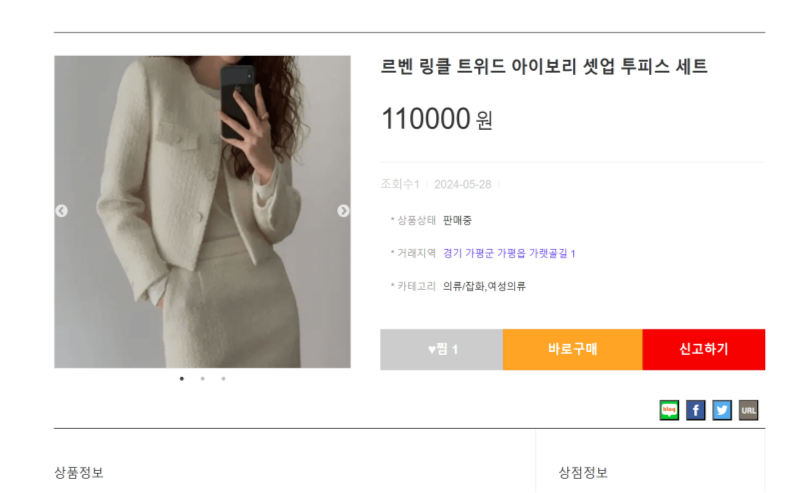 르벤 링클 트위드 아이보리 셋업 투피스 세트
110000 원
조회수1 | 2024-05-28 |
* 상품상태 판매중
* 거래지역 경기 가평군 가평읍 가랫골길 1
* 카테고리 의류/잡화,여성의류
♥찜 1 바로구매 신고하기
blog f URL
상품정보 상점정보